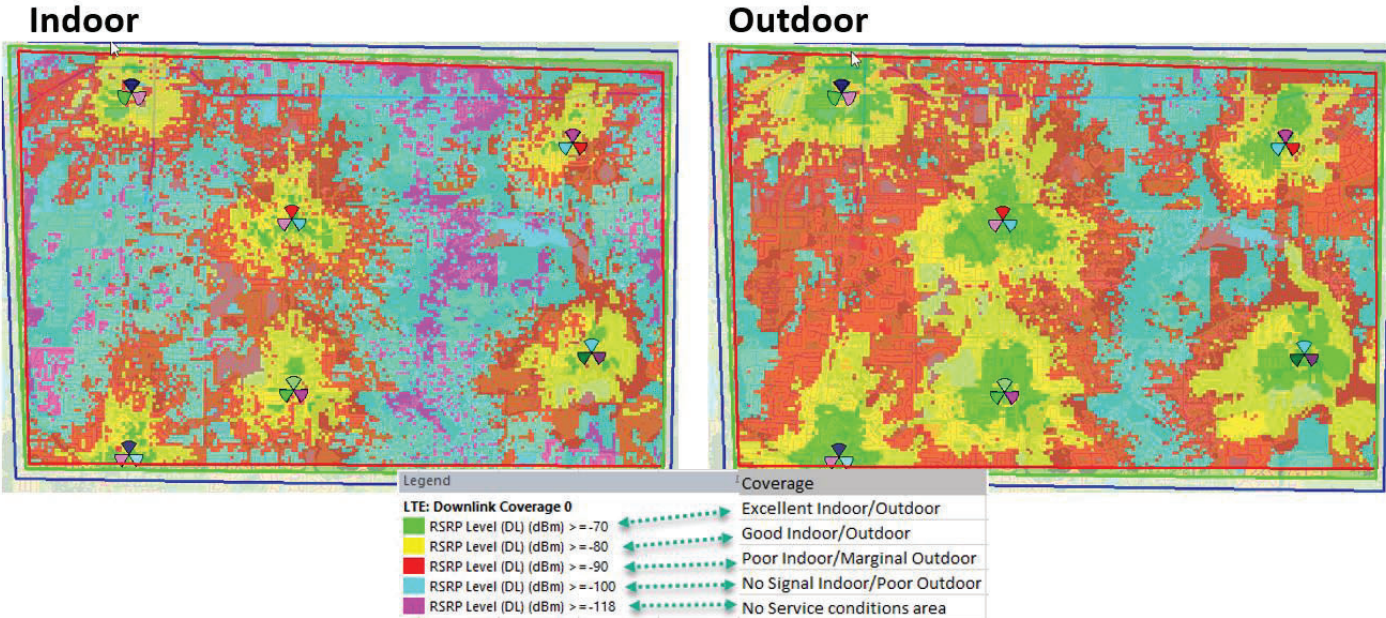 Indoor
Outdoor
Legend
Coverage
LTE: Downlink Coverage 0
RSRP Level (DL) (dBm) >=-70
Excellent Indoor/Outdoor
RSRP Level (DL) (dBm) >=-80
Good Indoor/Outdoor
RSRP Level (DL) (dBm) >=-90
Poor Indoor/Marginal Outdoor
RSRP Level (DL) (dBm) >=-100
No Signal Indoor/Poor Outdoor
RSRP Level (DL) (dBm) >=-118
No Service conditions area